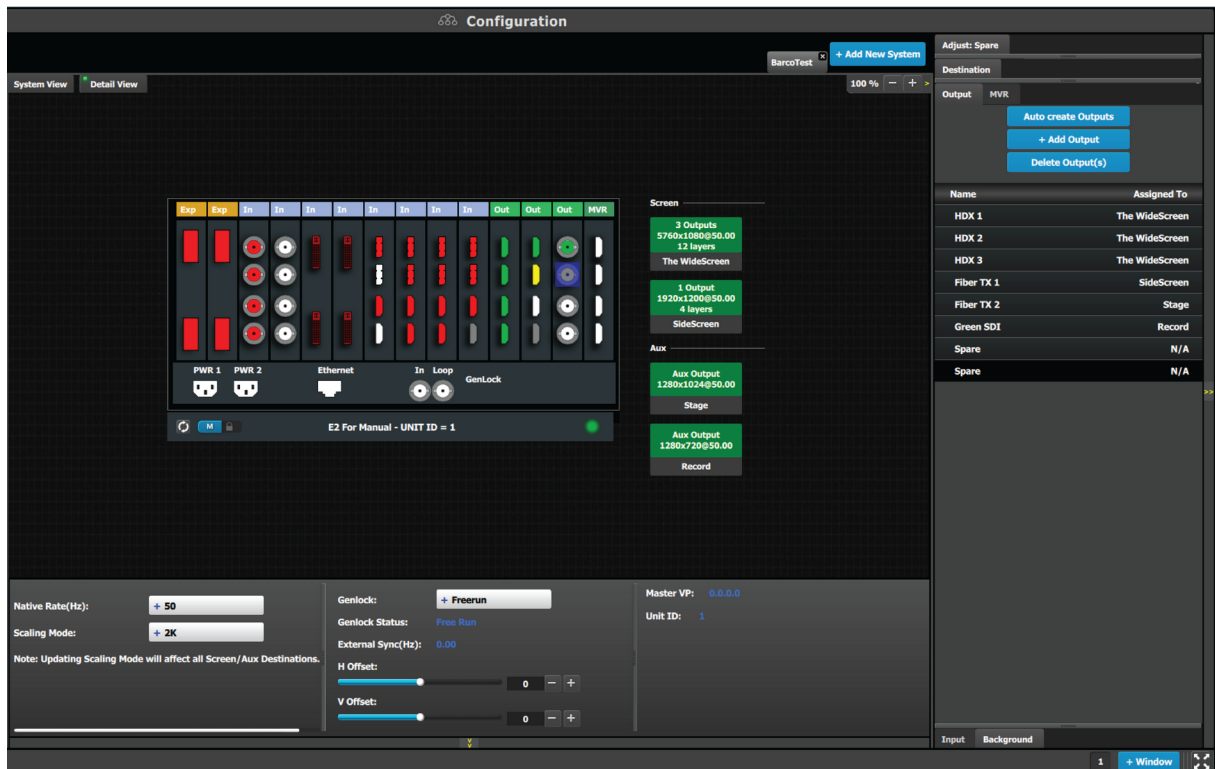 Configuration
BarcoTest
+ Add New System
System View
Detail View
100 %
Exp Exp In In In In In In In In Out Out Out MVR
PWR 1 PWR 2 Ethernet In Loop
GenLock
M
E2 For Manual - UNIT ID = 1
Screen
3 Outputs
5760x1080@50.00
12 layers
The WideScreen
1 Output
1920x1200@50.00
4 layers
SideScreen
Aux
Aux Output
1280x1024@50.00
Stage
Aux Output
1280x720@50.00
Record
Native Rate(Hz): + 50
Scaling Mode: + 2K
Note: Updating Scaling Mode will affect all Screen/Aux Destinations.
Genlock: + Freerun
Genlock Status: Free Run
External Sync(Hz): 0.00
H Offset:
0 − +
V Offset:
0 − +
Master VP: 0.0.0.0
Unit ID: 1
Adjust: Spare
Destination
Output MVR
Auto create Outputs
+ Add Output
Delete Output(s)
Name Assigned To
HDX 1 The WideScreen
HDX 2 The WideScreen
HDX 3 The WideScreen
Fiber TX 1 SideScreen
Fiber TX 2 Stage
Green SDI Record
Spare N/A
Spare N/A
Input Background
1 + Window